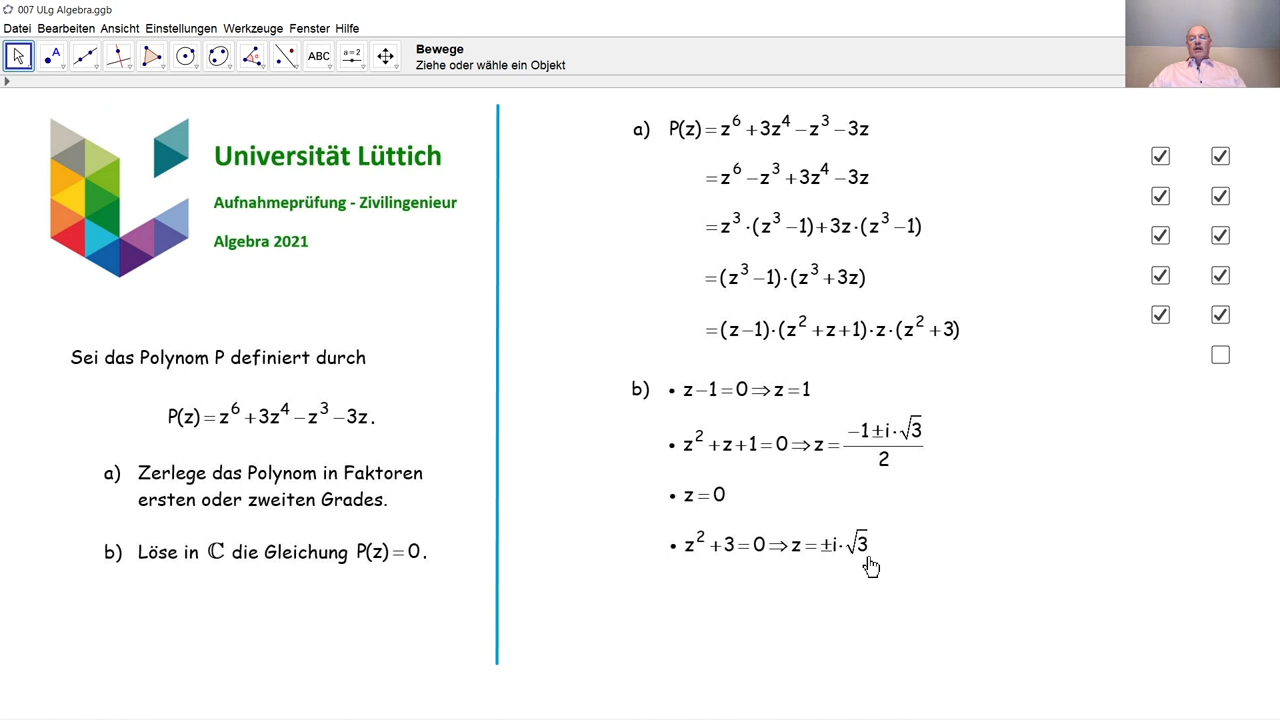 007 ULg Algebra.ggb
Datei Bearbeiten Ansicht Einstellungen Werkzeuge Fenster Hilfe
A
ABC
a=2
Bewege
Ziehe oder wähle ein Objekt
Universität Lüttich
Aufnahmeprüfung - Zivilingenieur
Algebra 2021
Sei das Polynom P definiert durch
P(z) = z⁶ + 3z⁴ − z³ − 3z.
a) Zerlege das Polynom in Faktoren
ersten oder zweiten Grades.
b) Löse in ℂ die Gleichung P(z) = 0.
a) P(z) = z⁶ + 3z⁴ − z³ − 3z
= z⁶ − z³ + 3z⁴ − 3z
= z³ · (z³ − 1) + 3z · (z³ − 1)
= (z³ − 1) · (z³ + 3z)
= (z − 1) · (z² + z + 1) · z · (z² + 3)
b) • z − 1 = 0 ⇒ z = 1
• z² + z + 1 = 0 ⇒ z = (−1 ± i · √3) / 2
• z = 0
• z² + 3 = 0 ⇒ z = ±i · √3